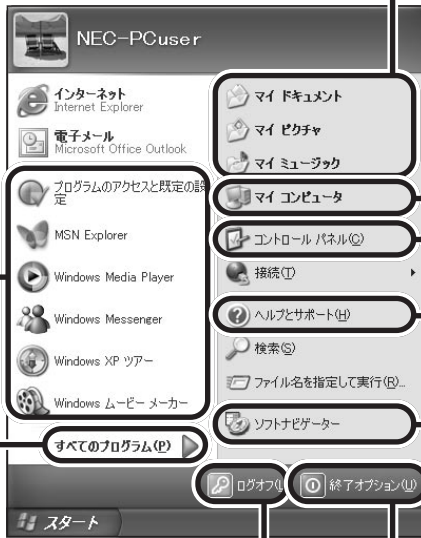 NEC-PCuser
インターネット
Internet Explorer
電子メール
Microsoft Office Outlook
プログラムのアクセスと既定の設
定
MSN Explorer
Windows Media Player
Windows Messenger
Windows XP ツアー
Windows ムービー メーカー
すべてのプログラム(P)
マイ ドキュメント
マイ ピクチャ
マイ ミュージック
マイ コンピュータ
コントロール パネル(C)
接続(T)
ヘルプとサポート(H)
検索(S)
ファイル名を指定して実行(R)...
ソフトナビゲーター
ログオフ(L
終了オプション(U)
スタート